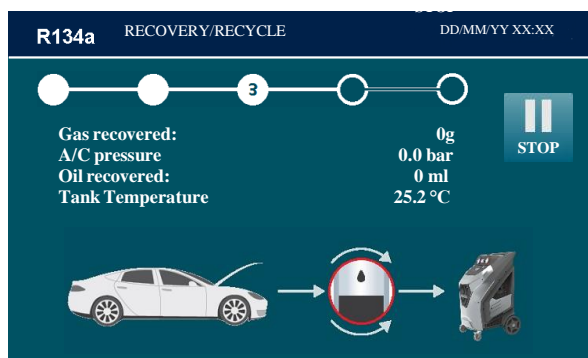 R134a RECOVERY/RECYCLE DD/MM/YY XX:XX
3
Gas recovered: 0g
A/C pressure 0.0 bar
Oil recovered: 0 ml
Tank Temperature 25.2 °C
STOP